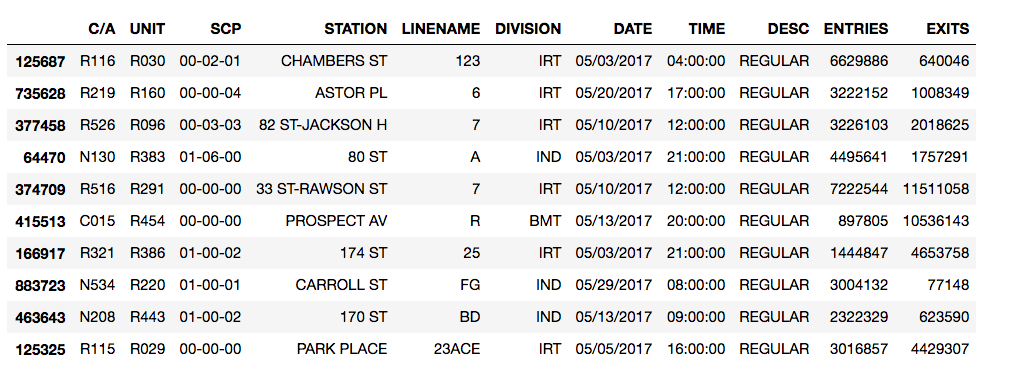 C/A UNIT SCP STATION LINENAME DIVISION DATE TIME DESC ENTRIES EXITS
125687 R116 R030 00-02-01 CHAMBERS ST 123 IRT 05/03/2017 04:00:00 REGULAR 6629886 640046
735628 R219 R160 00-00-04 ASTOR PL 6 IRT 05/20/2017 17:00:00 REGULAR 3222152 1008349
377458 R526 R096 00-03-03 82 ST-JACKSON H 7 IRT 05/10/2017 12:00:00 REGULAR 3226103 2018625
64470 N130 R383 01-06-00 80 ST A IND 05/03/2017 21:00:00 REGULAR 4495641 1757291
374709 R516 R291 00-00-00 33 ST-RAWSON ST 7 IRT 05/10/2017 12:00:00 REGULAR 7222544 11511058
415513 C015 R454 00-00-00 PROSPECT AV R BMT 05/13/2017 20:00:00 REGULAR 897805 10536143
166917 R321 R386 01-00-02 174 ST 25 IRT 05/03/2017 21:00:00 REGULAR 1444847 4653758
883723 N534 R220 01-00-01 CARROLL ST FG IND 05/29/2017 08:00:00 REGULAR 3004132 77148
463643 N208 R443 01-00-02 170 ST BD IND 05/13/2017 09:00:00 REGULAR 2322329 623590
125325 R115 R029 00-00-00 PARK PLACE 23ACE IRT 05/05/2017 16:00:00 REGULAR 3016857 4429307